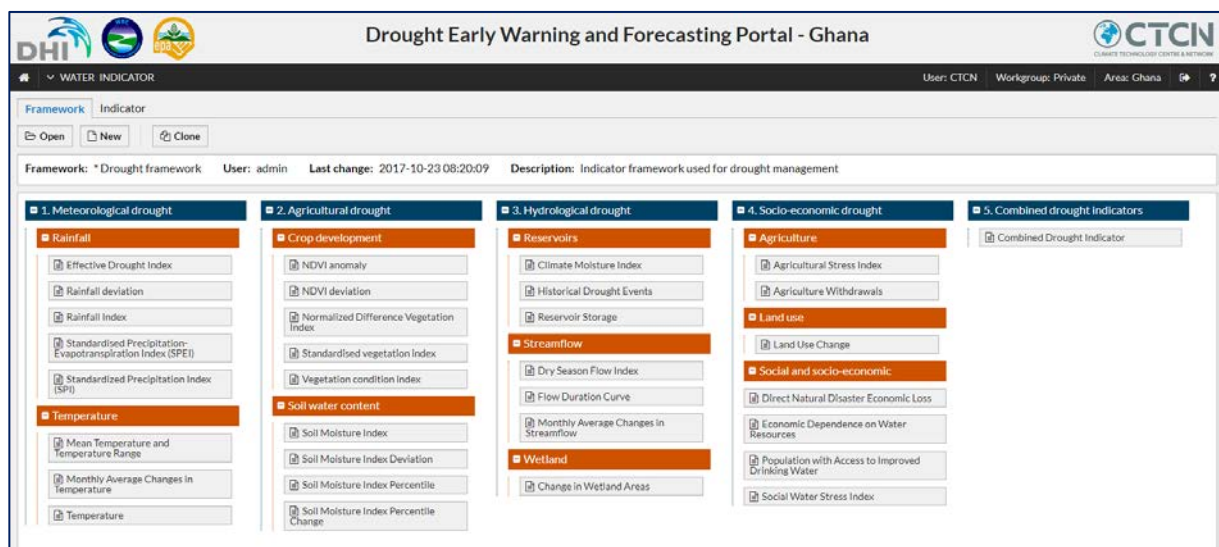 DHI
WRC
epa
Drought Early Warning and Forecasting Portal - Ghana
CTCN
CLIMATE TECHNOLOGY CENTRE & NETWORK
WATER INDICATOR
User: CTCN
Workgroup: Private
Area: Ghana
?
Framework
Indicator
Open
New
Clone
Framework: * Drought framework
User: admin
Last change: 2017-10-23 08:20:09
Description: Indicator framework used for drought management
1. Meteorological drought
Rainfall
Effective Drought Index
Rainfall deviation
Rainfall Index
Standardised Precipitation-
Evapotranspiration Index (SPEI)
Standardized Precipitation Index
(SPI)
Temperature
Mean Temperature and
Temperature Range
Monthly Average Changes in
Temperature
Temperature
2. Agricultural drought
Crop development
NDVI anomaly
NDVI deviation
Normalized Difference Vegetation
Index
Standardised vegetation index
Vegetation condition index
Soil water content
Soil Moisture Index
Soil Moisture Index Deviation
Soil Moisture Index Percentile
Soil Moisture Index Percentile
Change
3. Hydrological drought
Reservoirs
Climate Moisture Index
Historical Drought Events
Reservoir Storage
Streamflow
Dry Season Flow Index
Flow Duration Curve
Monthly Average Changes in
Streamflow
Wetland
Change in Wetland Areas
4. Socio-economic drought
Agriculture
Agricultural Stress Index
Agriculture Withdrawals
Land use
Land Use Change
Social and socio-economic
Direct Natural Disaster Economic Loss
Economic Dependence on Water
Resources
Population with Access to Improved
Drinking Water
Social Water Stress Index
5. Combined drought indicators
Combined Drought Indicator